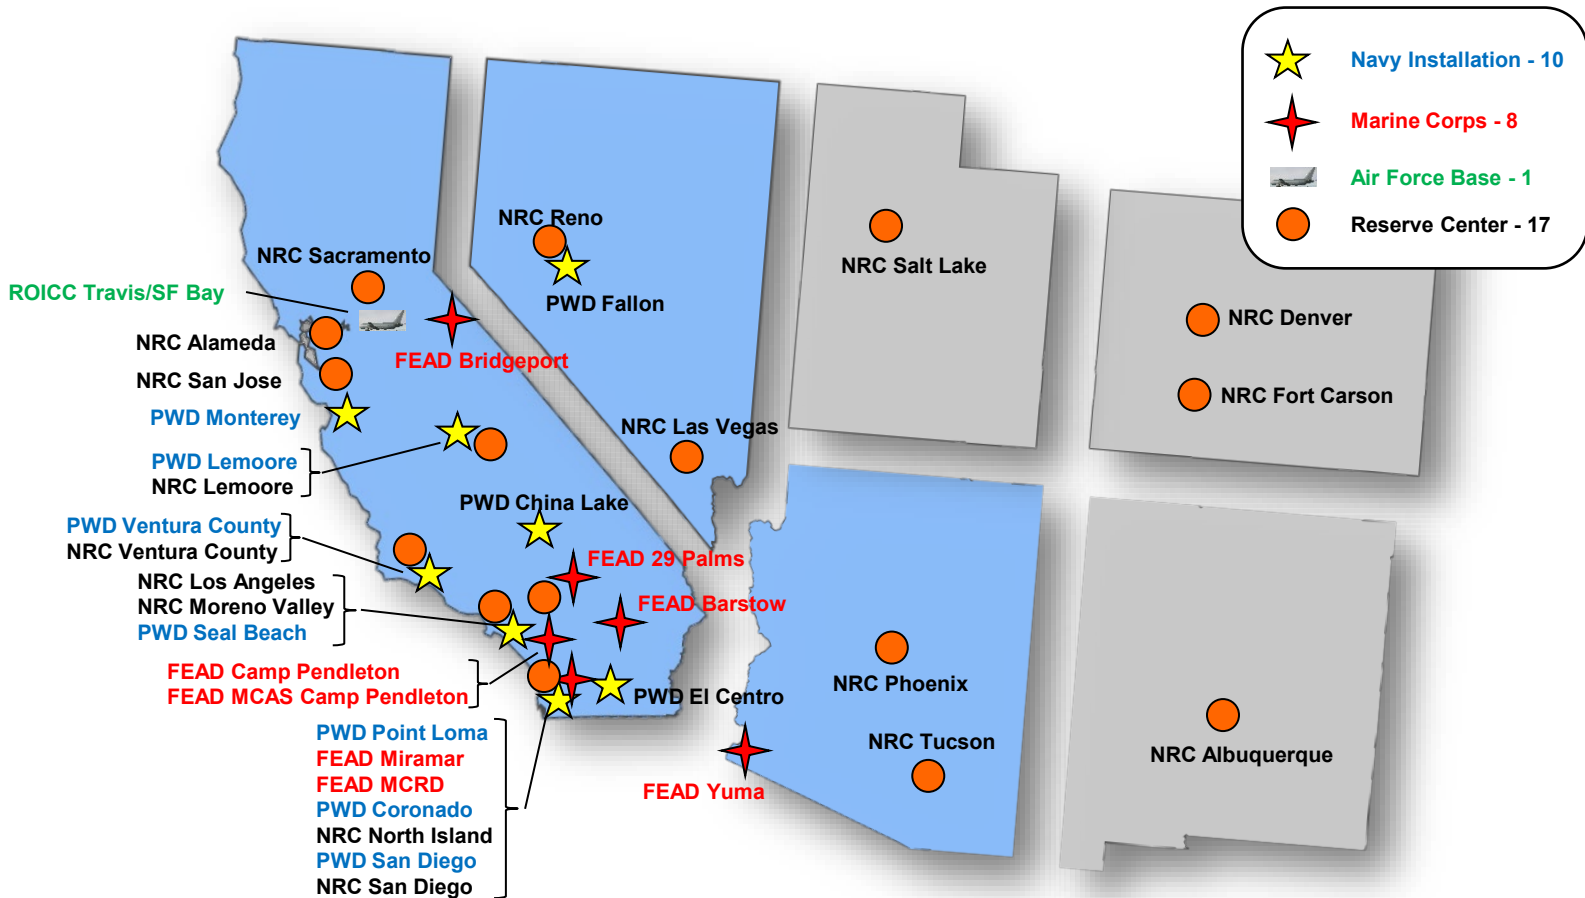 Navy Installation - 10
Marine Corps - 8
Air Force Base - 1
Reserve Center - 17
NRC Reno
NRC Sacramento
NRC Salt Lake
ROICC Travis/SF Bay
PWD Fallon
NRC Denver
NRC Alameda
FEAD Bridgeport
NRC San Jose
NRC Fort Carson
PWD Monterey
NRC Las Vegas
PWD Lemoore
NRC Lemoore
PWD China Lake
PWD Ventura County
NRC Ventura County
FEAD 29 Palms
NRC Los Angeles
NRC Moreno Valley
PWD Seal Beach
FEAD Barstow
FEAD Camp Pendleton
FEAD MCAS Camp Pendleton
PWD El Centro
NRC Phoenix
PWD Point Loma
FEAD Miramar
FEAD MCRD
PWD Coronado
NRC North Island
PWD San Diego
NRC San Diego
NRC Tucson
FEAD Yuma
NRC Albuquerque